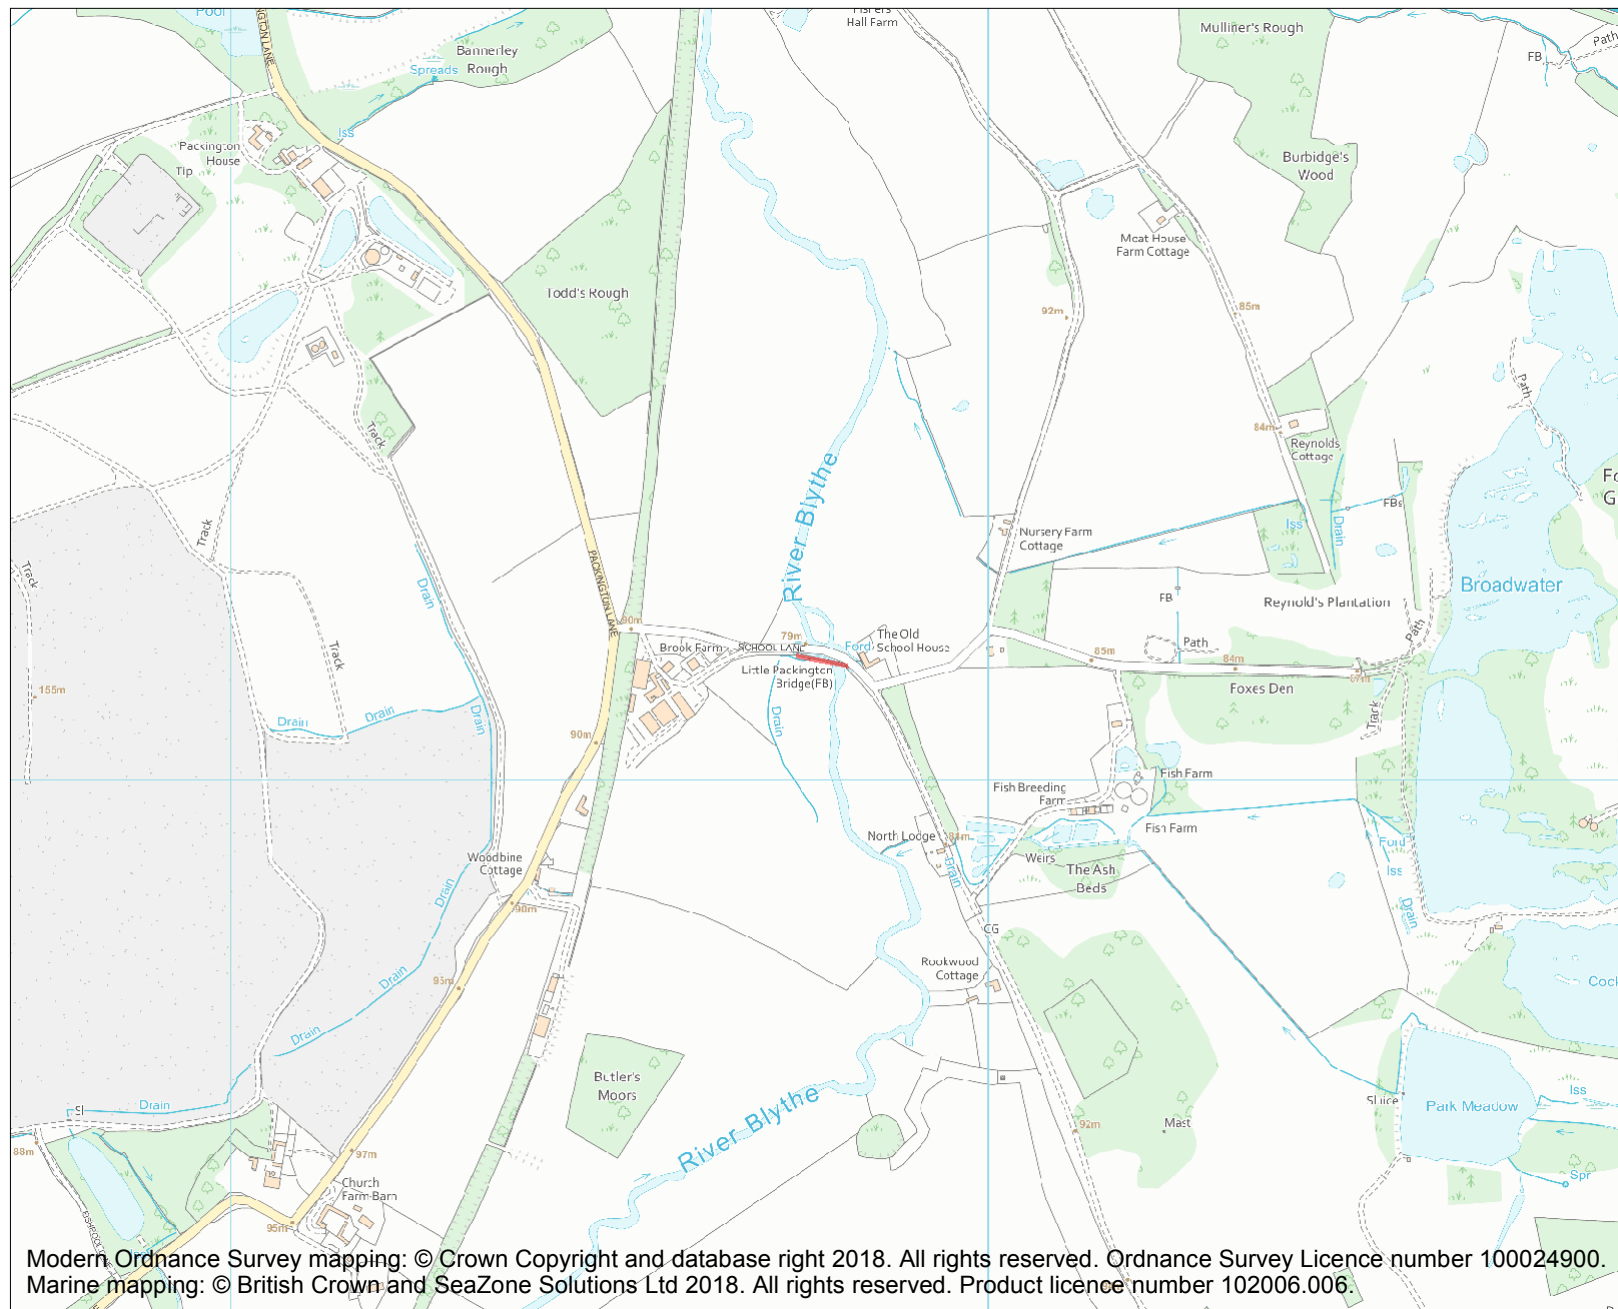 Pool
PACKINGTON LANE
Hall Farm
Mulliner's Rough
FB
Path
Bannerley
Rough
Spreads
Iss
Packington
House
Tip
Burbidge's
Wood
Moat House
Farm Cottage
Todd's Rough
92m
85m
Path
84m
Reynolds
Cottage
Track
River Blythe
Track
FBs
Iss
Drain
Nursery Farm
Cottage
Track
Drain
PACKINGTON LANE
Broadwater
FB
Reynold's Plantation
90m
79m
The Old
School House
Ford
Brook Farm
SCHOOL LANE
Path
Path
Track
85m
84m
Little Packington
Bridge(FB)
Foxes Den
155m
Drain
Drain
Drain
Drain
Track
90m
Fish Farm
Fish Breeding
Farm
North Lodge
Fish Farm
Ford
Woodbine
Cottage
Weirs
The Ash
Beds
Iss
Drain
Drain
Drain
90m
CG
Rookwood
Cottage
Drain
95m
Drain
Butler's
Moors
Iss
Drain
Sl
Sluice
Park Meadow
River Blythe
92m
Mast
88m
97m
Spr
Church
Farm Barn
95m
Modern Ordnance Survey mapping: © Crown Copyright and database right 2018. All rights reserved. Ordnance Survey Licence number 100024900.
Marine mapping: © British Crown and SeaZone Solutions Ltd 2018. All rights reserved. Product licence number 102006.006.